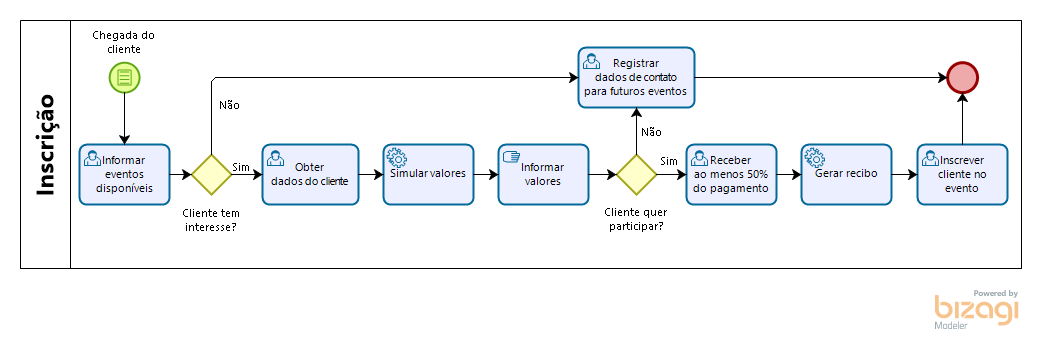 Inscrição
Chegada do
cliente
Informar
eventos
disponíveis
Cliente tem
interesse?
Não
Sim
Obter
dados do cliente
Simular valores
Informar
valores
Cliente quer
participar?
Não
Registrar
dados de contato
para futuros eventos
Sim
Receber
ao menos 50%
do pagamento
Gerar recibo
Inscrever
cliente no
evento
Powered by
bizagi
Modeler